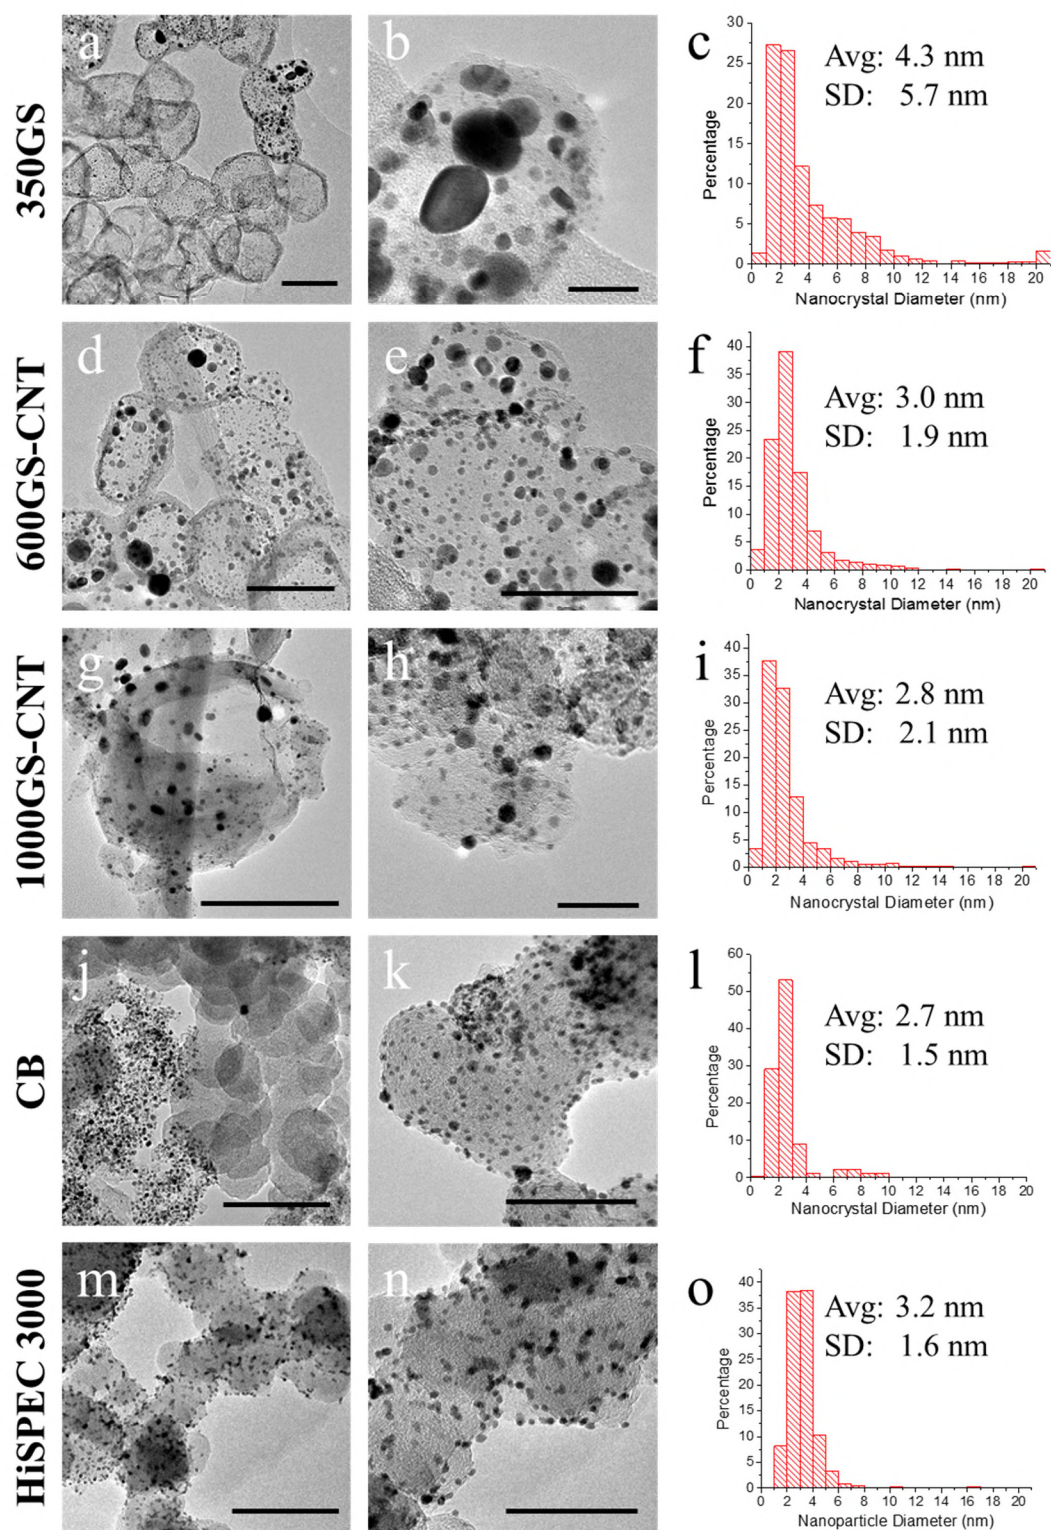 350GS
a
b
c
Avg: 4.3 nm
SD: 5.7 nm
Percentage
30
25
20
15
10
5
0
0 2 4 6 8 10 12 14 16 18 20
Nanocrystal Diameter (nm)
600GS-CNT
d
e
f
Avg: 3.0 nm
SD: 1.9 nm
Percentage
40
35
30
25
20
15
10
5
0
0 2 4 6 8 10 12 14 16 18 20
Nanocrystal Diameter (nm)
1000GS-CNT
g
h
i
Avg: 2.8 nm
SD: 2.1 nm
Percentage
40
35
30
25
20
15
10
5
0
0 2 4 6 8 10 12 14 16 18 20
Nanocrystal Diameter (nm)
CB
j
k
l
Avg: 2.7 nm
SD: 1.5 nm
Percentage
60
50
40
30
20
10
0
0 2 4 6 8 10 12 14 16 18 20
Nanocrystal Diameter (nm)
HiSPEC 3000
m
n
o
Avg: 3.2 nm
SD: 1.6 nm
Percentage
40
35
30
25
20
15
10
5
0
0 2 4 6 8 10 12 14 16 18 20
Nanoparticle Diameter (nm)